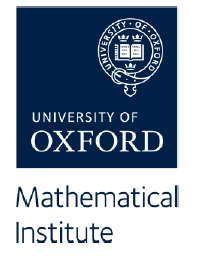 UNIVERSITY OF
OXFORD
Mathematical
Institute